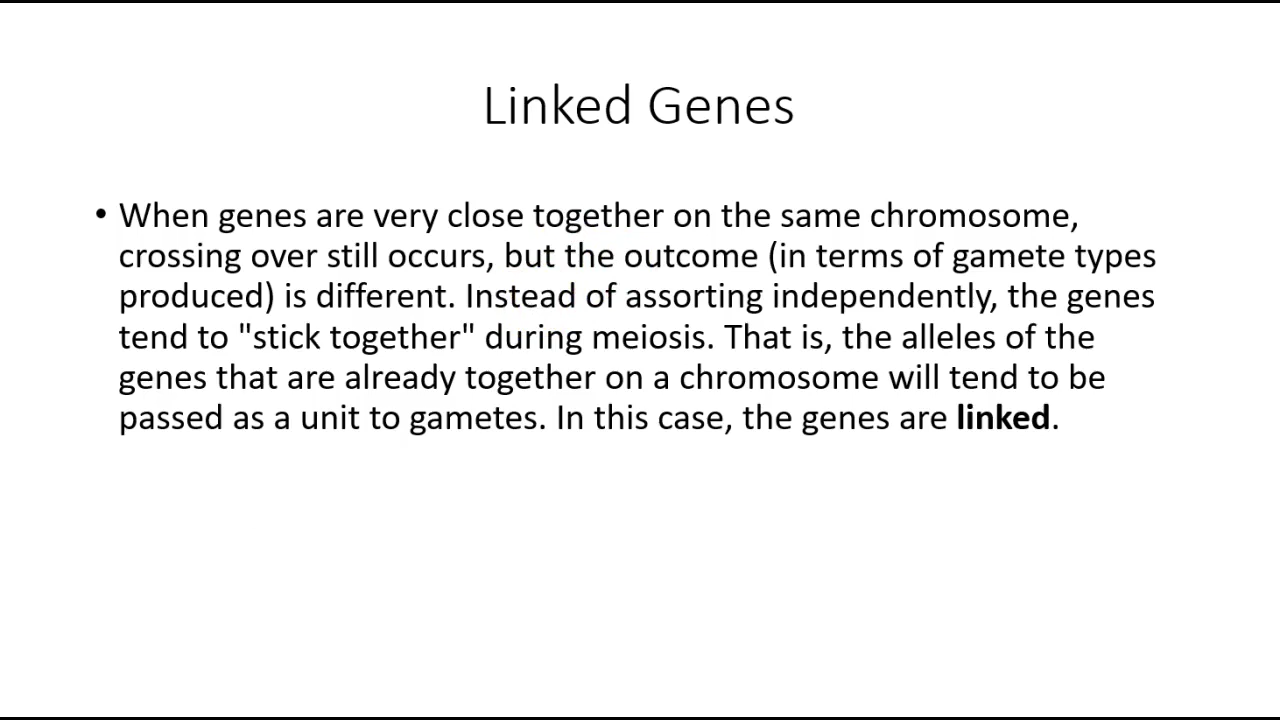 Linked Genes
• When genes are very close together on the same chromosome,
crossing over still occurs, but the outcome (in terms of gamete types
produced) is different. Instead of assorting independently, the genes
tend to "stick together" during meiosis. That is, the alleles of the
genes that are already together on a chromosome will tend to be
passed as a unit to gametes. In this case, the genes are linked.